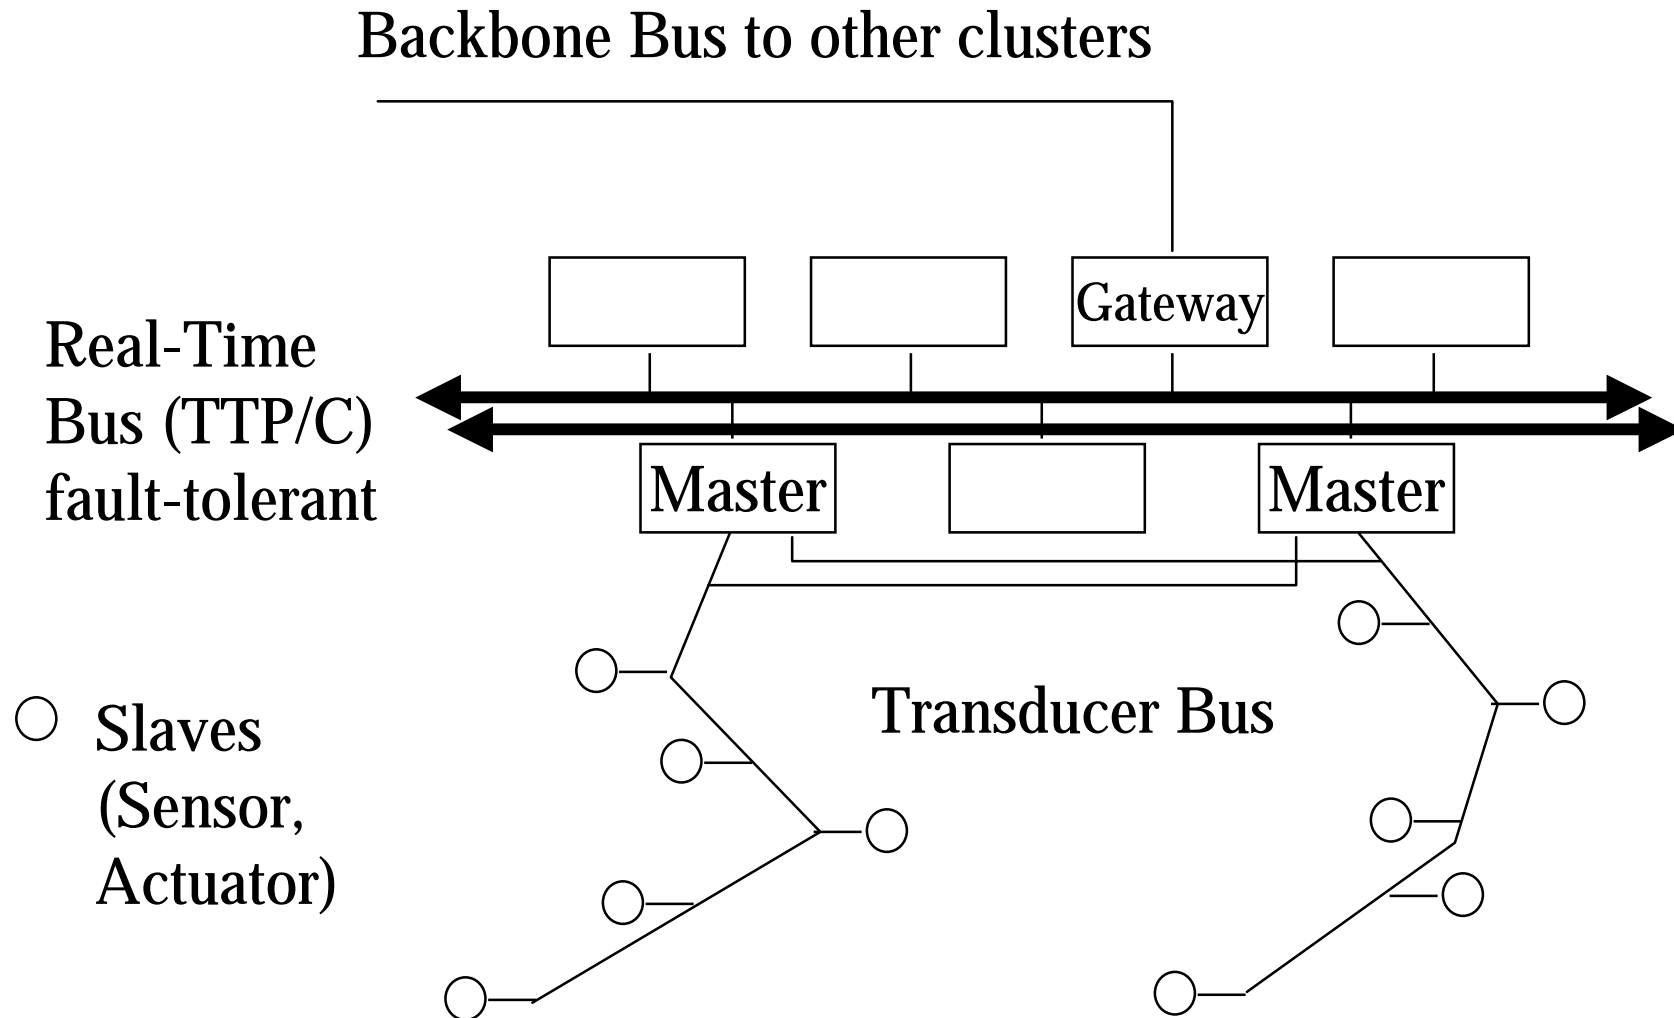 Backbone Bus to other clusters
Gateway
Real-Time
Bus (TTP/C)
fault-tolerant
Master
Master
Transducer Bus
Slaves
(Sensor,
Actuator)